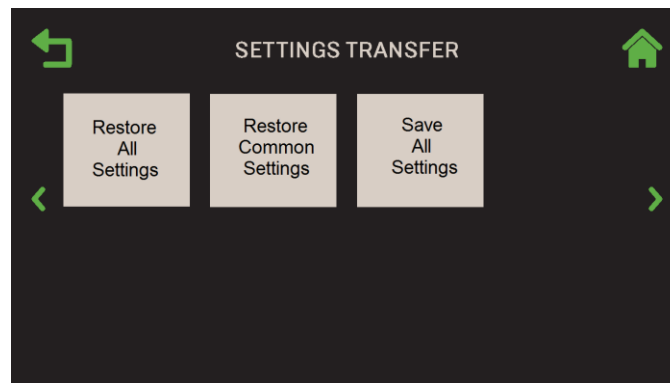 SETTINGS TRANSFER
Restore
All
Settings
Restore
Common
Settings
Save
All
Settings